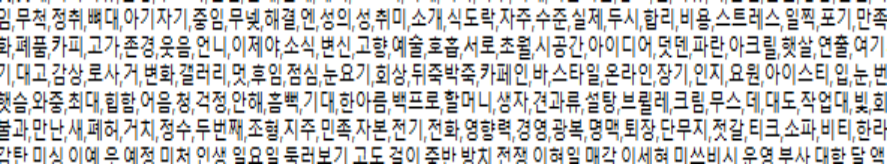 임,무척,정취,뼈대,아기자기,중임,무넷,해결,엔,성의,성,취미,소개,식도락,자주,수준,실제,두시,합리,비용,스트레스,일찍,포기,만족
화,폐품,카피,고가,존경,웃음,언니,이제야,소식,변신,고향,예술,호흡,서로,초월,시공간,아이디어,덧덴,파란,아크릴,햇살,연출,여기
기,대고,감상,로사,거,변화,갤러리,멋,후임,점심,눈요기,회상,뒤죽박죽,카페인,바,스타일,온라인,장기,인지,요원,아이스티,입,눈,번
햇슴,와중,최대,힙합,어음,청,걱정,안해,흠뻑,기대,한아름,백프로,할머니,생자,견과류,설탕,브륄레,크림,무스,데,대도,작업대,빛,회
물과,만난,새,폐허,거치,정수,두번째,조형,지주,민족,자본,전기,전화,영향력,경영,광복,명맥,퇴장,단무지,젓갈,티크,소파,비티,한라